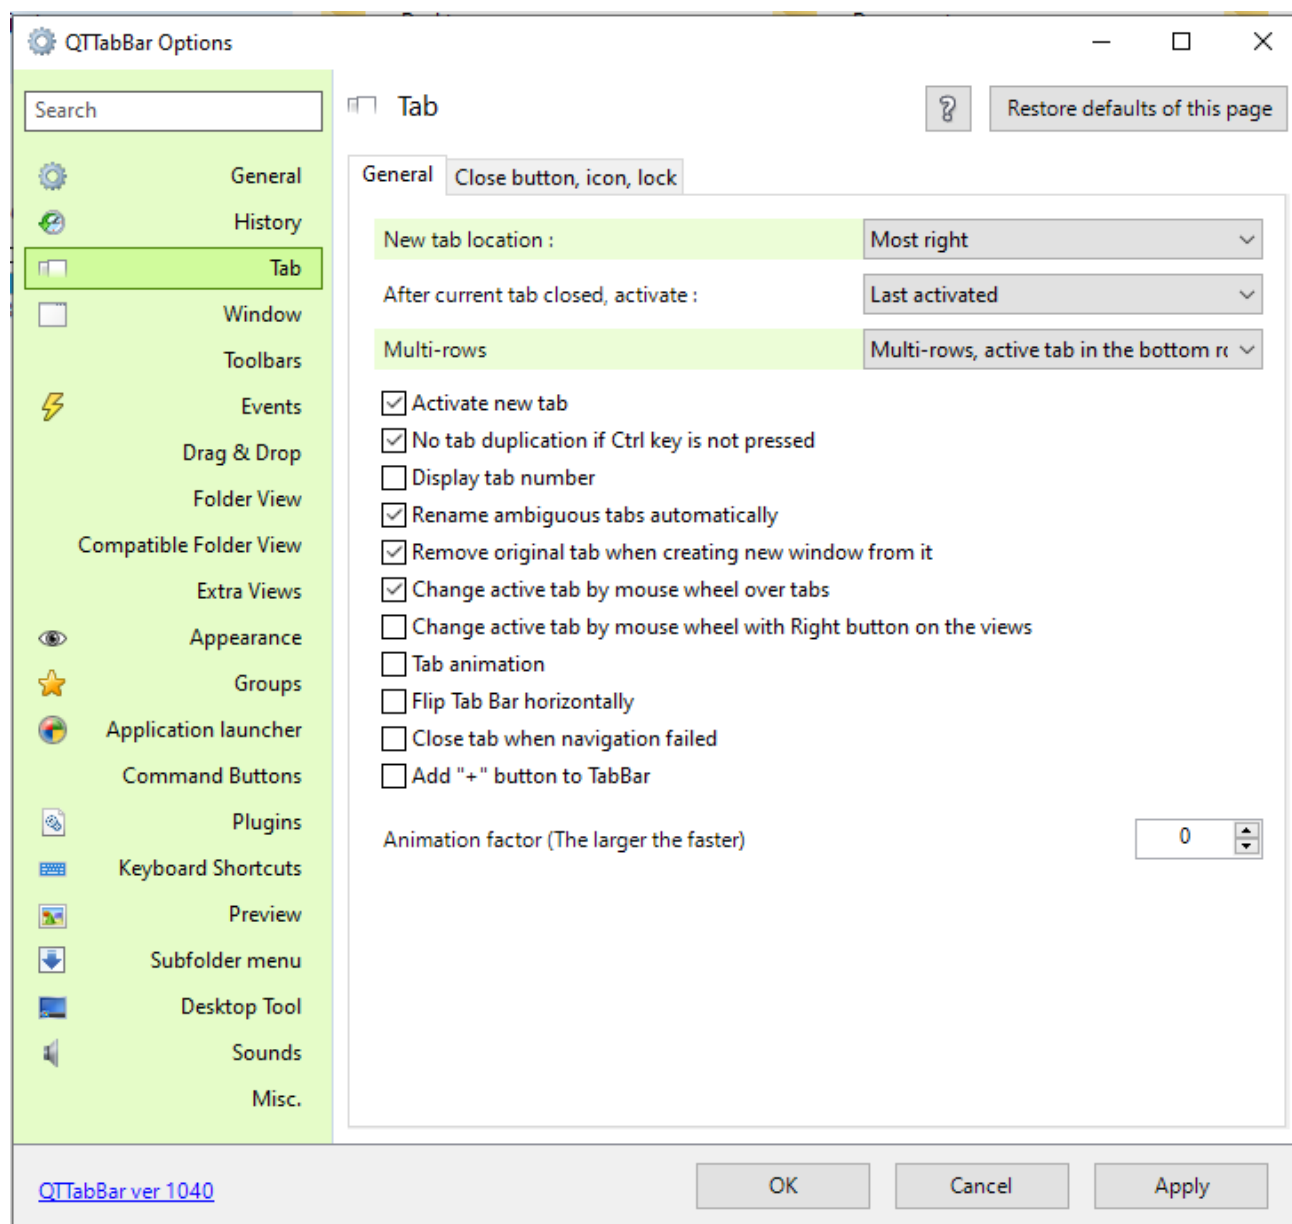 QTTabBar Options
Search
General
History
Tab
Window
Toolbars
Events
Drag & Drop
Folder View
Compatible Folder View
Extra Views
Appearance
Groups
Application launcher
Command Buttons
Plugins
Keyboard Shortcuts
Preview
Subfolder menu
Desktop Tool
Sounds
Misc.
Tab
Restore defaults of this page
General
Close button, icon, lock
New tab location : Most right
After current tab closed, activate : Last activated
Multi-rows Multi-rows, active tab in the bottom
Activate new tab
No tab duplication if Ctrl key is not pressed
Display tab number
Rename ambiguous tabs automatically
Remove original tab when creating new window from it
Change active tab by mouse wheel over tabs
Change active tab by mouse wheel with Right button on the views
Tab animation
Flip Tab Bar horizontally
Close tab when navigation failed
Add "+" button to TabBar
Animation factor (The larger the faster) 0
QTTabBar ver 1040
OK
Cancel
Apply